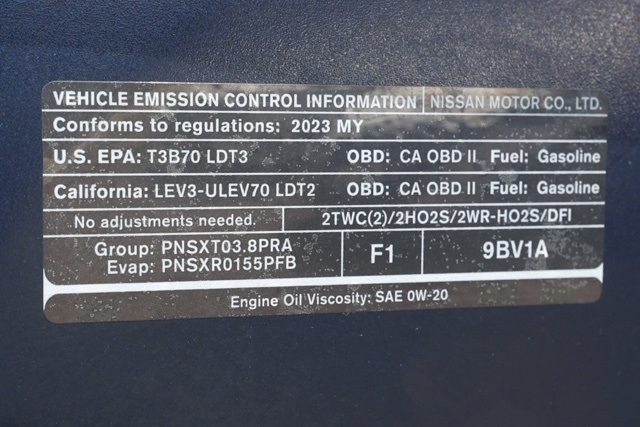 VEHICLE EMISSION CONTROL INFORMATION NISSAN MOTOR CO., LTD.
Conforms to regulations: 2023 MY
U.S. EPA: T3B70 LDT3 OBD: CA OBD II Fuel: Gasoline
California: LEV3-ULEV70 LDT2 OBD: CA OBD II Fuel: Gasoline
No adjustments needed. 2TWC(2)/2HO2S/2WR-HO2S/DFI
Group: PNSXT03.8PRA
Evap: PNSXR0155PFB
F1
9BV1A
Engine Oil Viscosity: SAE 0W-20